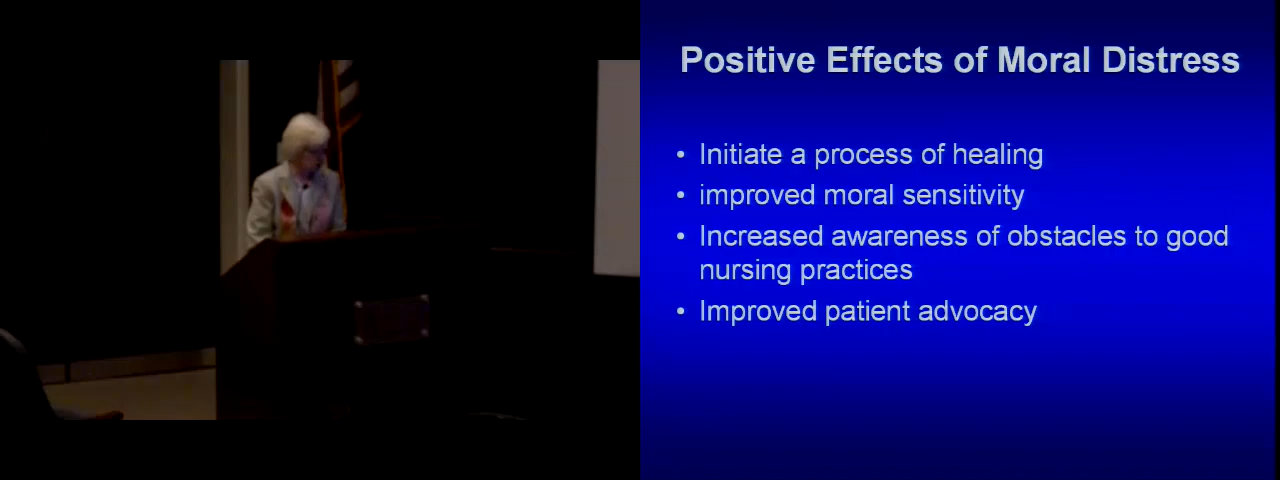 Positive Effects of Moral Distress
• Initiate a process of healing
• improved moral sensitivity
• Increased awareness of obstacles to good
nursing practices
• Improved patient advocacy